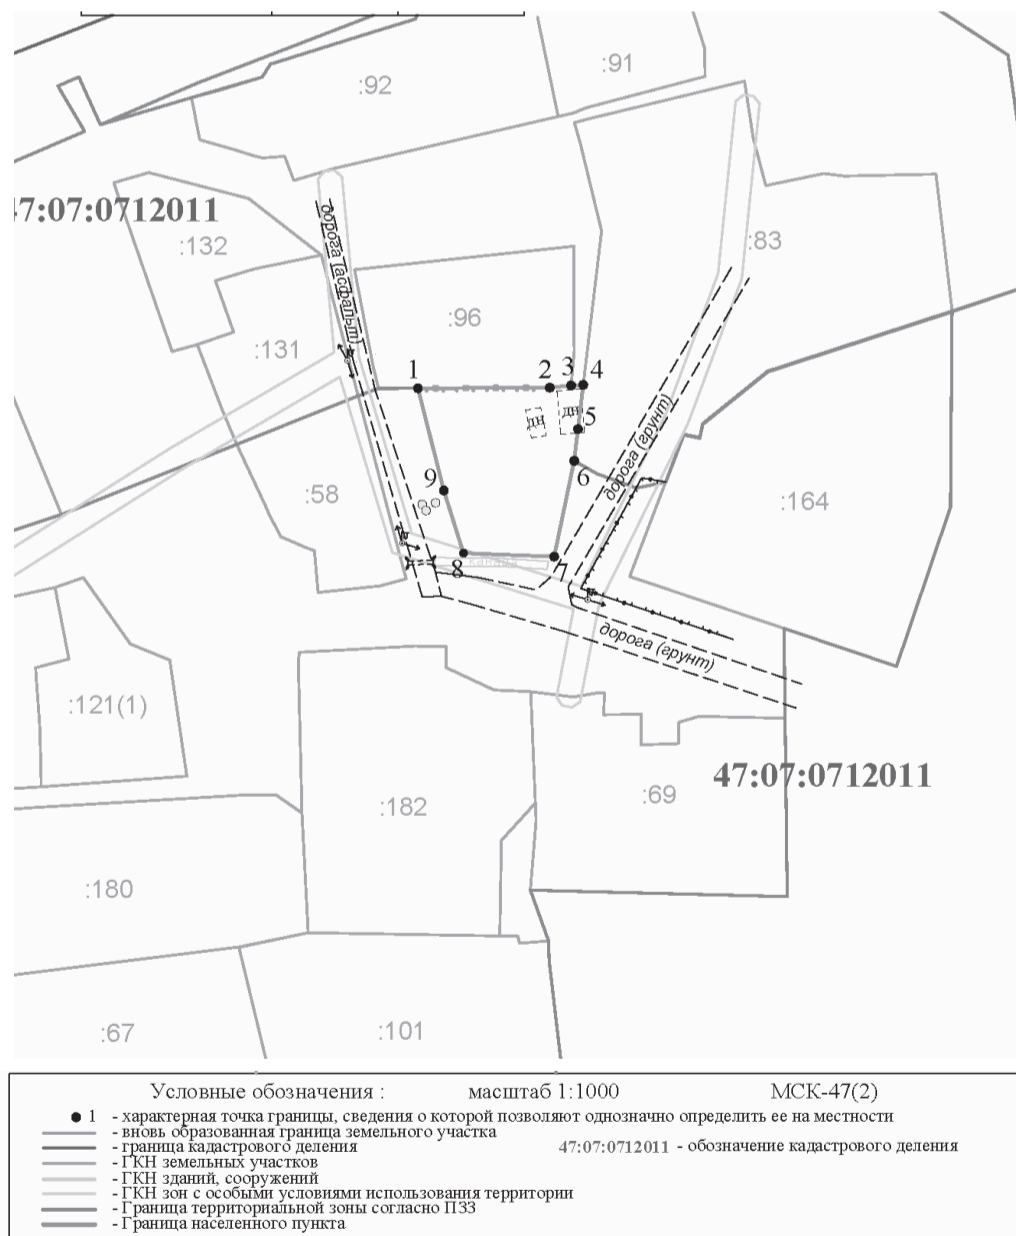 :92
:91
47:07:0712011
:132
:83
дорога (асфальт)
:96
:131
1
2
3
4
5
дорога (грунт)
6
9
:58
:164
8
канава
дорога (грунт)
:121(1)
47:07:0712011
:69
:182
:180
:67
:101
Условные обозначения : масштаб 1:1000 МСК-47(2)
1 - характерная точка границы, сведения о которой позволяют однозначно определить ее на местности
- вновь образованная граница земельного участка
- граница кадастрового деления 47:07:0712011 - обозначение кадастрового деления
- ГКН земельных участков
- ГКН зданий, сооружений
- ГКН зон с особыми условиями использования территории
- Граница территориальной зоны согласно ПЗЗ
- Граница населенного пункта